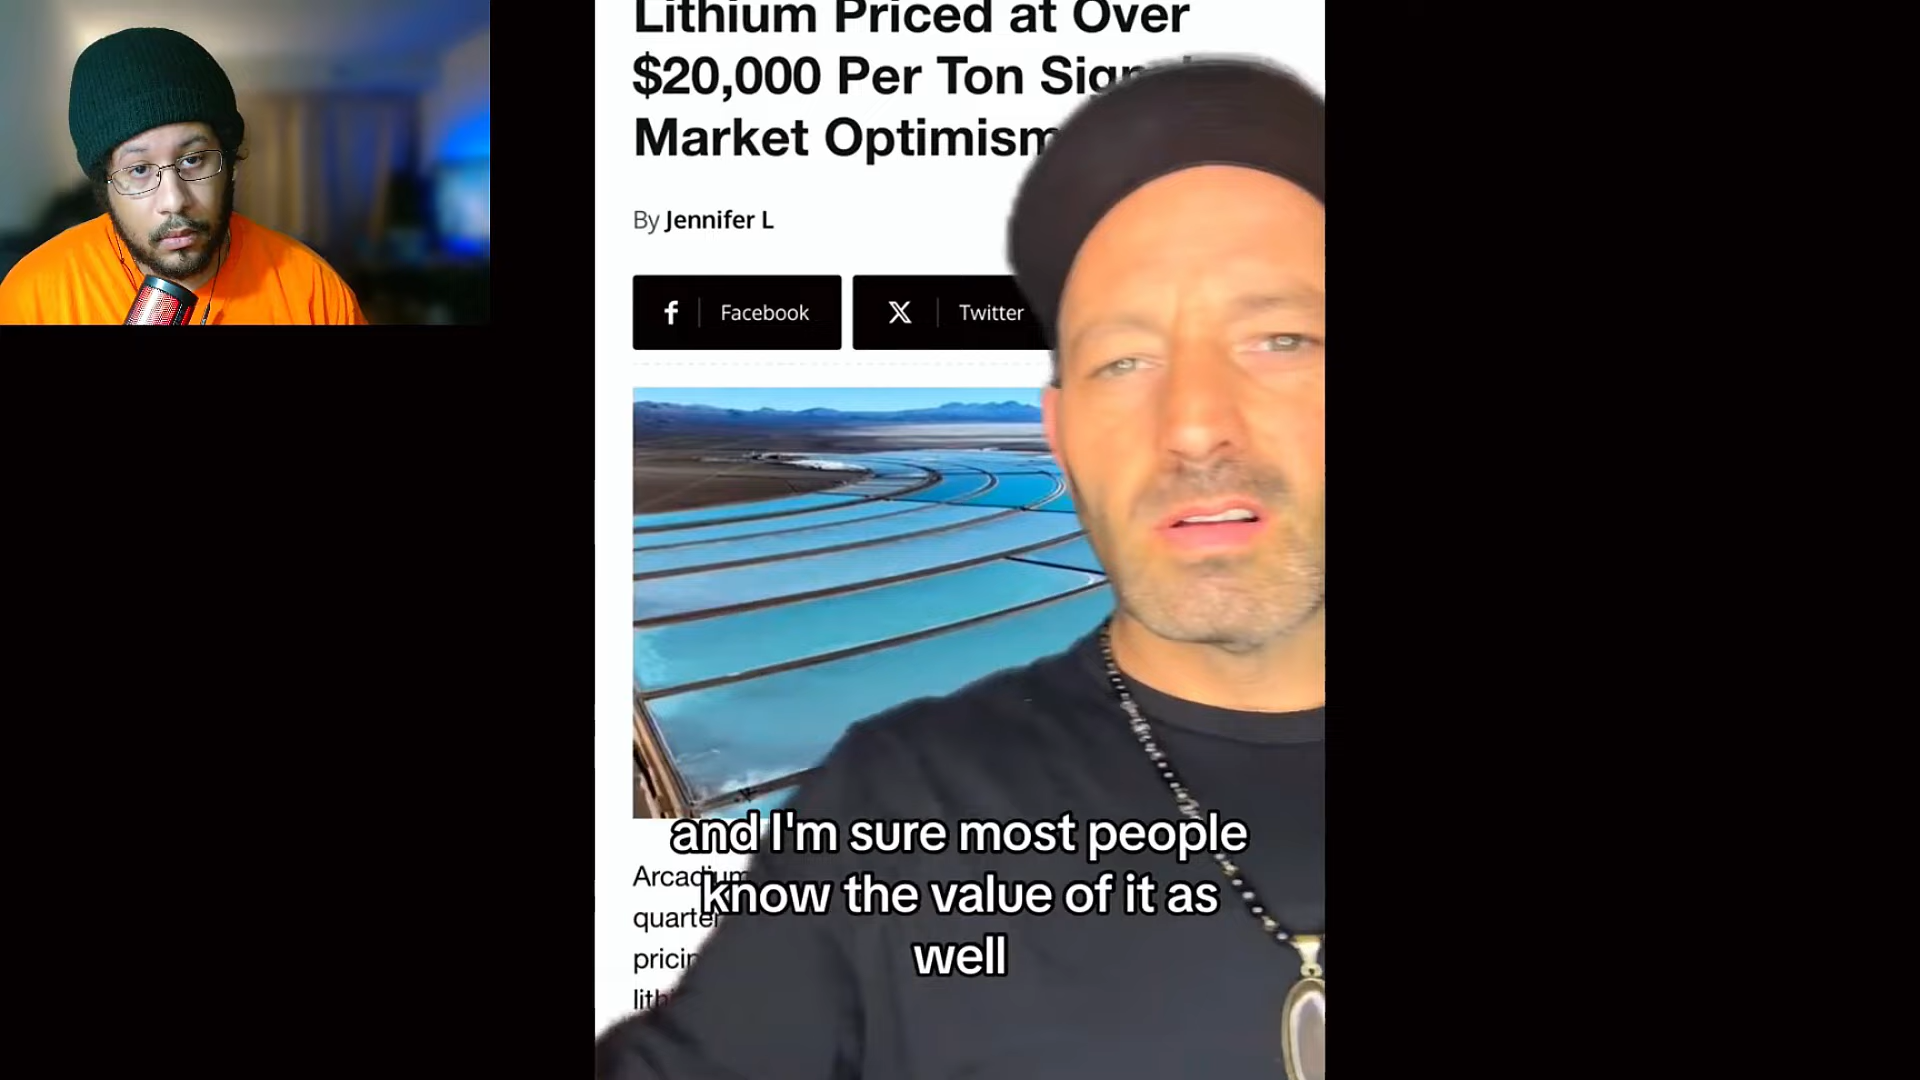 Lithium Priced at Over
$20,000 Per Ton
Market Optimism
By Jennifer L
Facebook
X
Twitter
and I'm sure most people
know the value of it as
well